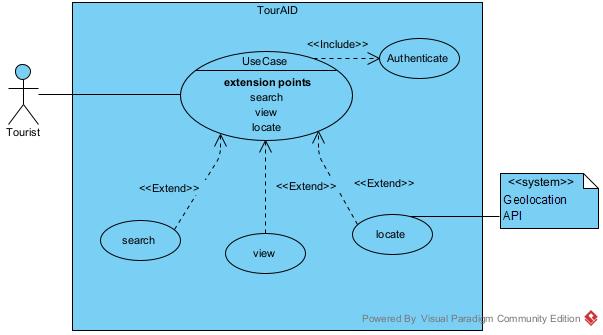 TourAID
<<Include>>
UseCase
Authenticate
extension points
search
view
locate
Tourist
<<Extend>>
<<Extend>>
<<Extend>>
<<system>>
Geolocation
API
search
view
locate
Powered By Visual Paradigm Community Edition